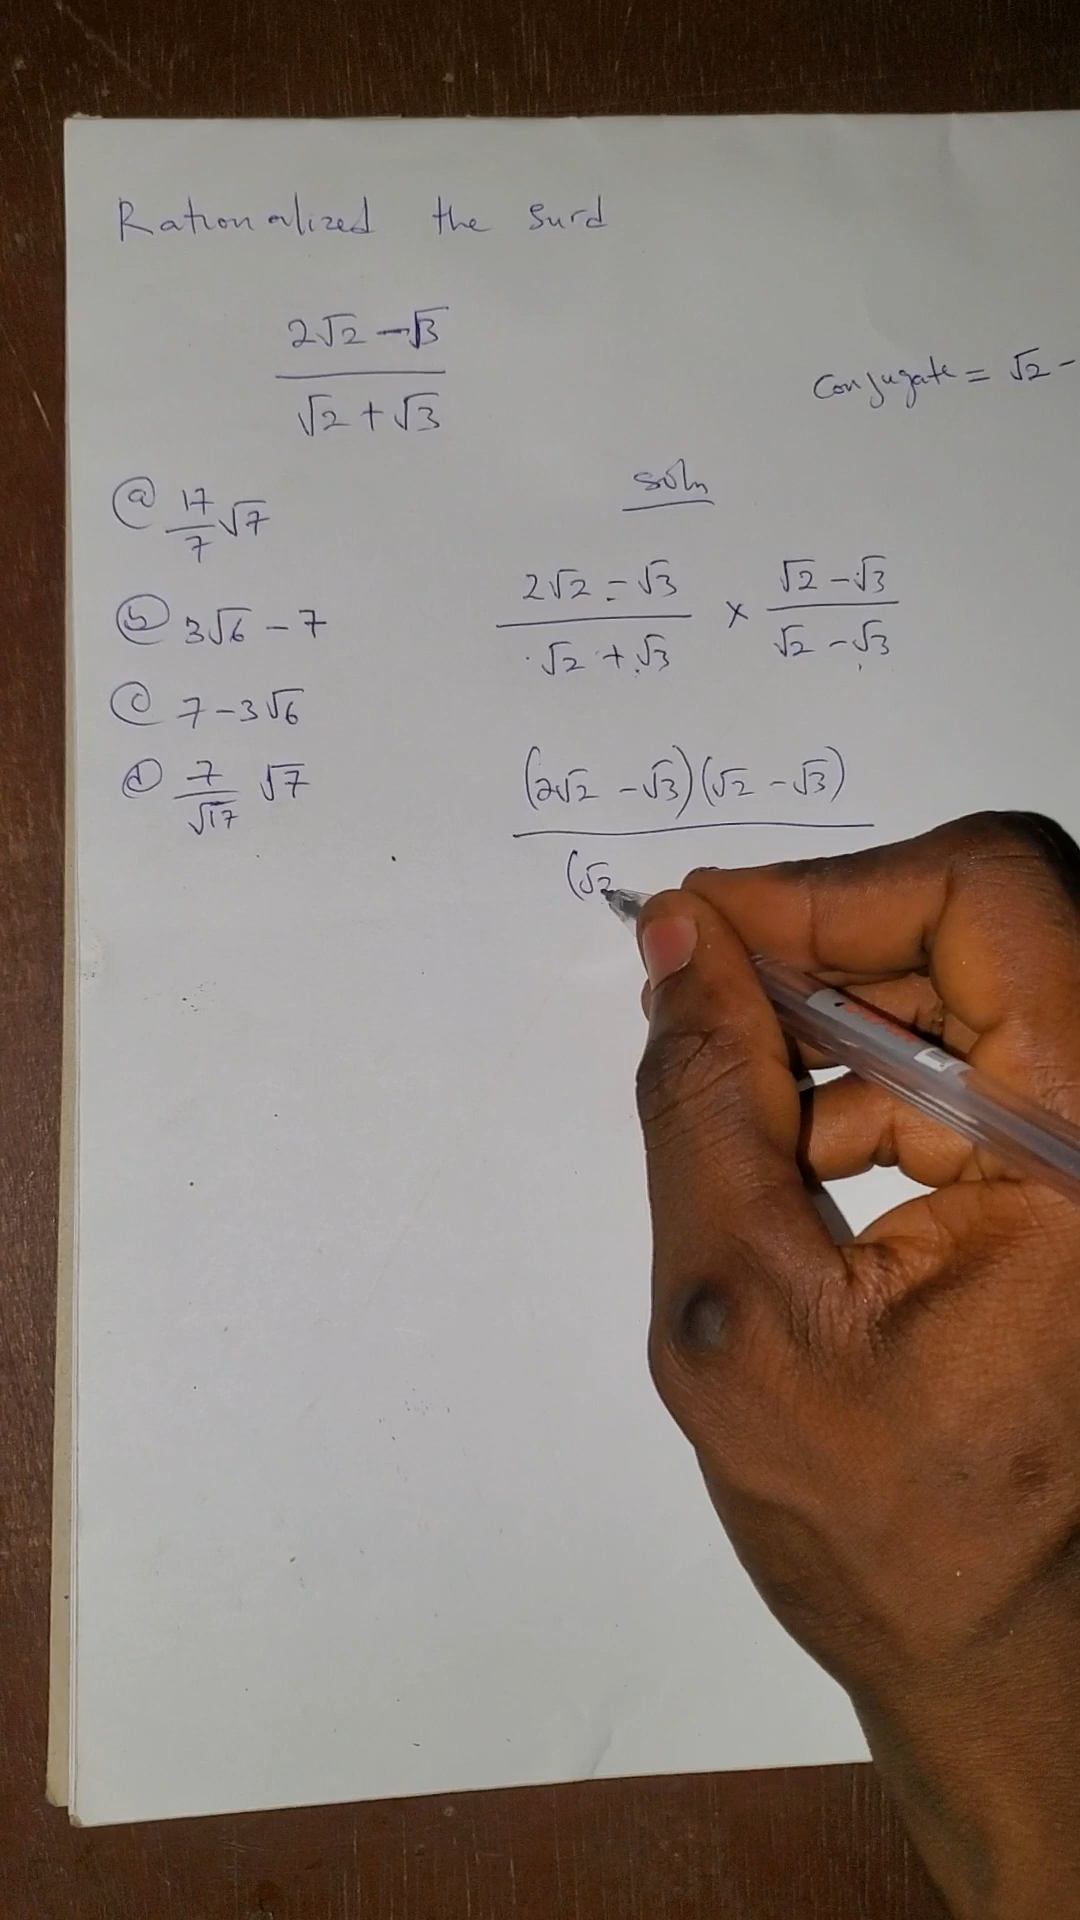 Rationalized the surd
2√2 - √3
√2 + √3
Conjugate = √2 -
soln
(a) 17/7 √7
2√2 - √3 / √2 + √3 × √2 - √3 / √2 - √3
(b) 3√6 - 7
(c) 7 - 3√6
(d) 7/√17 √7
(2√2 - √3)(√2 - √3)
(√2